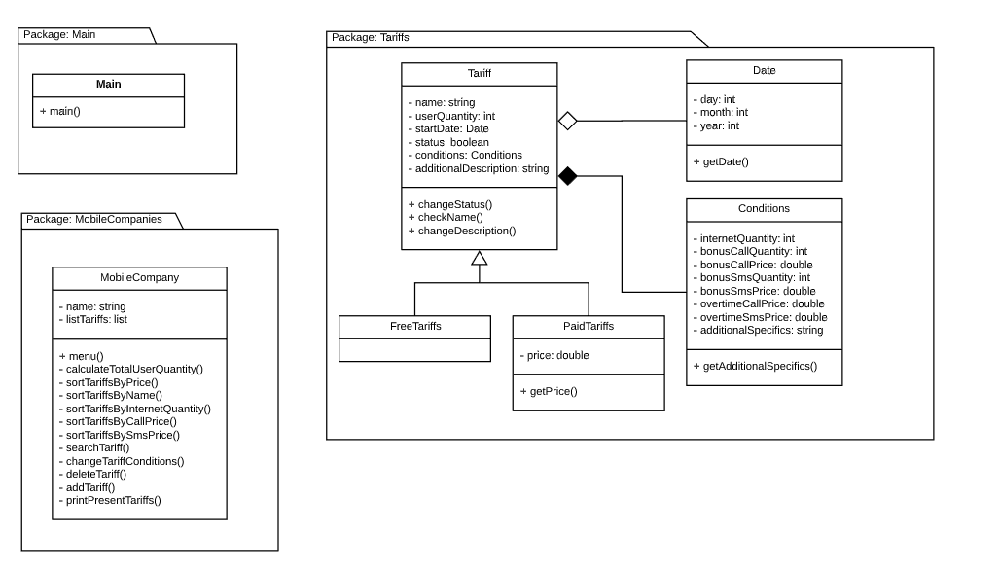 Package: Main
Main
+ main()
Package: MobileCompanies
MobileCompany
- name: string
- listTariffs: list
+ menu()
- calculateTotalUserQuantity()
- sortTariffsByPrice()
- sortTariffsByName()
- sortTariffsByInternetQuantity()
- sortTariffsByCallPrice()
- sortTariffsBySmsPrice()
- searchTariff()
- changeTariffConditions()
- deleteTariff()
- addTariff()
- printPresentTariffs()
Package: Tariffs
Tariff
- name: string
- userQuantity: int
- startDate: Date
- status: boolean
- conditions: Conditions
- additionalDescription: string
+ changeStatus()
+ checkName()
+ changeDescription()
Date
- day: int
- month: int
- year: int
+ getDate()
Conditions
- internetQuantity: int
- bonusCallQuantity: int
- bonusCallPrice: double
- bonusSmsQuantity: int
- bonusSmsPrice: double
- overtimeCallPrice: double
- overtimeSmsPrice: double
- additionalSpecifics: string
+ getAdditionalSpecifics()
FreeTariffs
PaidTariffs
- price: double
+ getPrice()